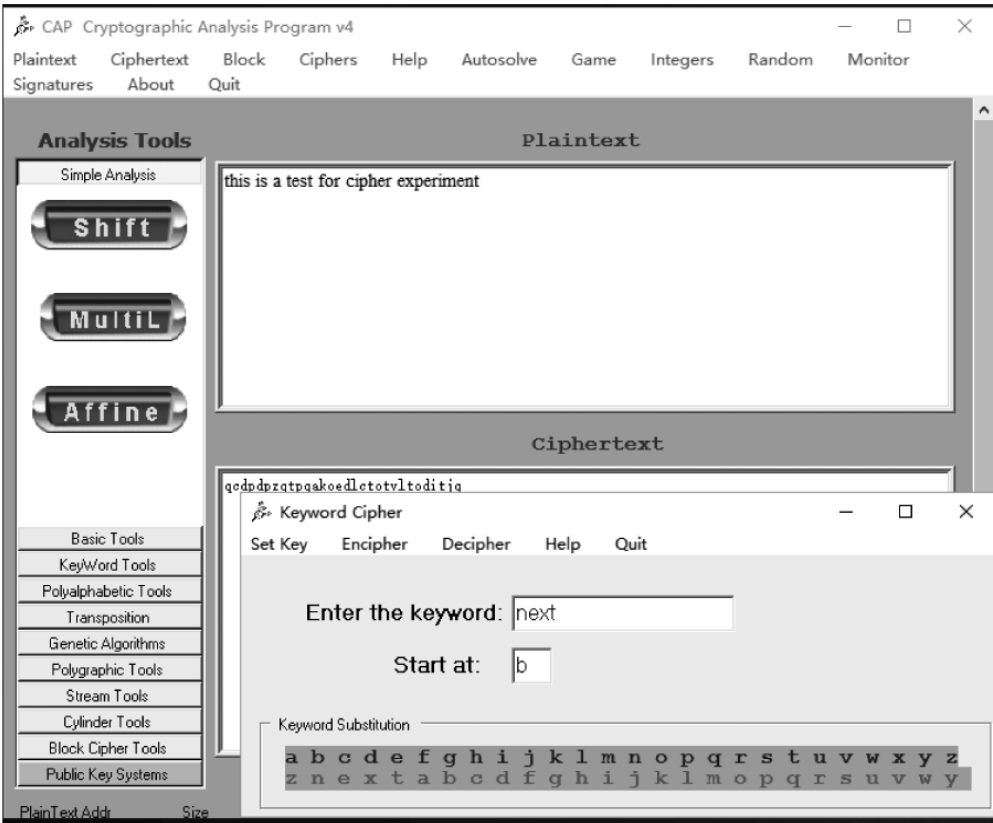 CAP Cryptographic Analysis Program v4
Plaintext Ciphertext Block Ciphers Help Autosolve Game Integers Random Monitor
Signatures About Quit
Analysis Tools
Simple Analysis
Shift
MultiL
Affine
Basic Tools
KeyWord Tools
Polyalphabetic Tools
Transposition
Genetic Algorithms
Polygraphic Tools
Stream Tools
Cylinder Tools
Block Cipher Tools
Public Key Systems
PlainText Addr Size
Plaintext
this is a test for cipher experiment
Ciphertext
qcdpdpzqtpqakoedlctotvltoditjq
Keyword Cipher
Set Key Encipher Decipher Help Quit
Enter the keyword: next
Start at: b
Keyword Substitution
a b c d e f g h i j k l m n o p q r s t u v w x y z
z n e x t a b c d f g h i j k l m o p q r s u v w y